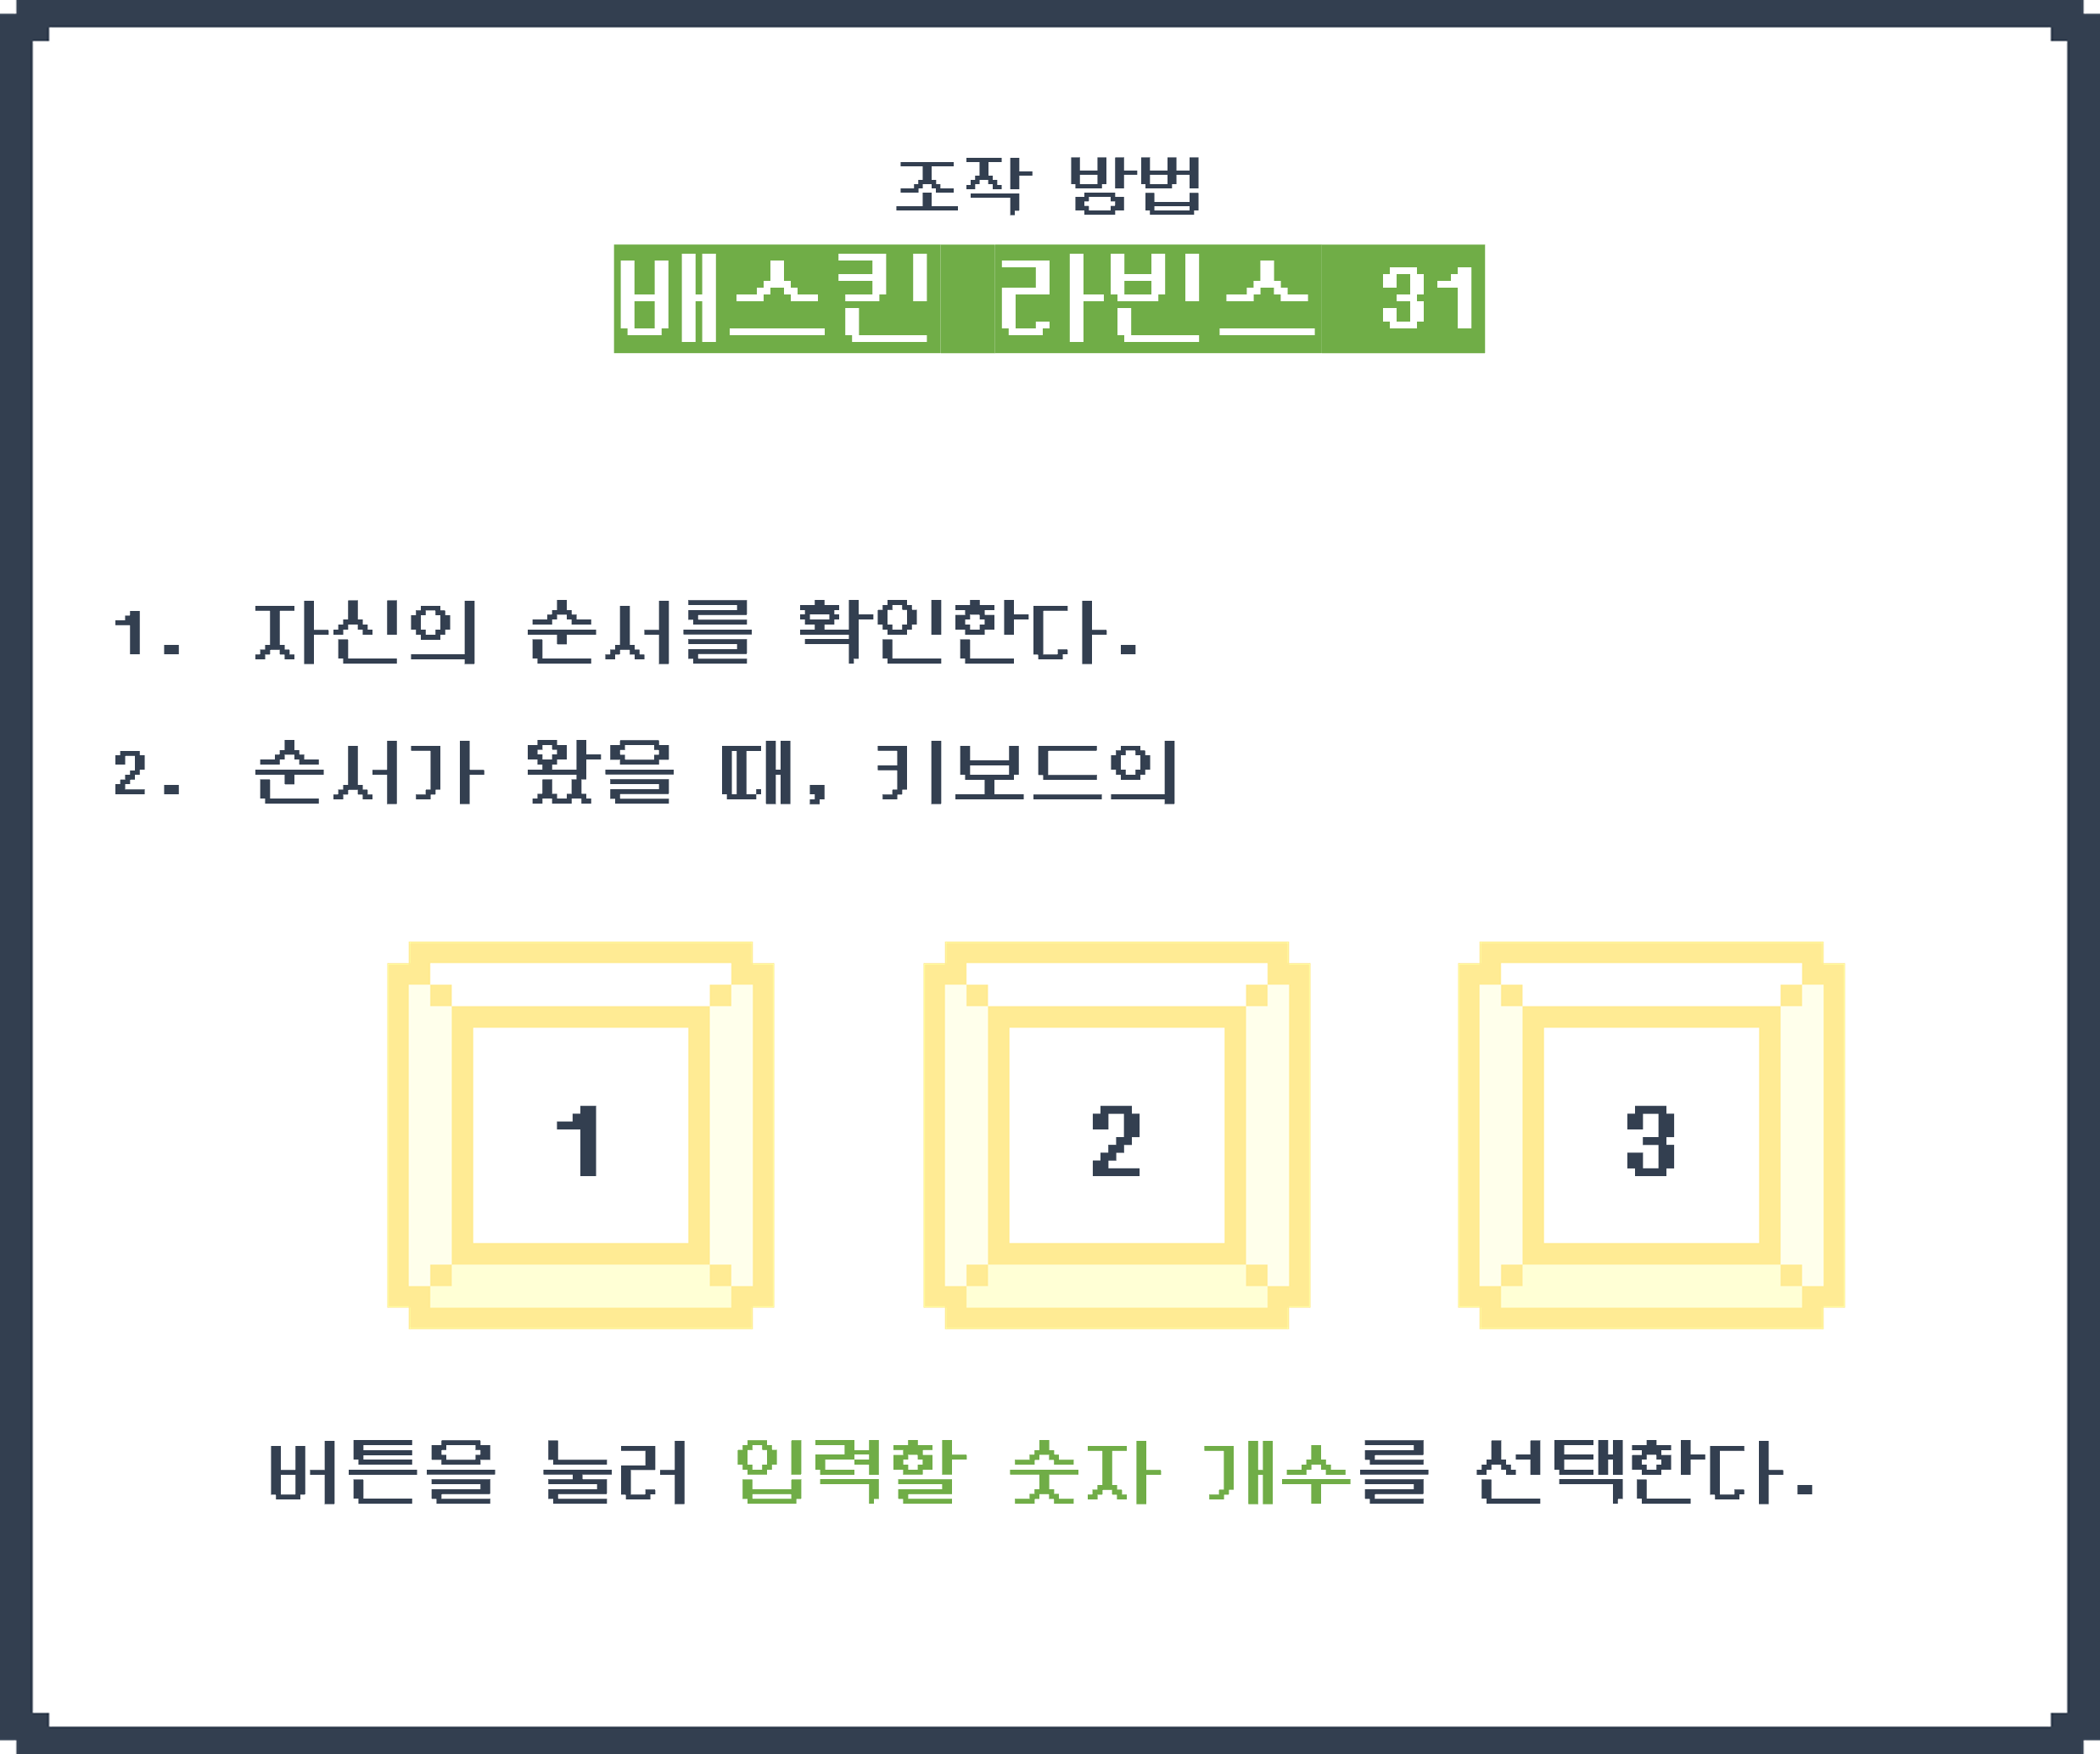 조작 방법
배스킨 라빈스 31
1. 자신의 순서를 확인한다.
2. 순서가 왔을 때, 키보드의
1 2 3
버튼을 눌러 입력할 숫자 개수를 선택한다.